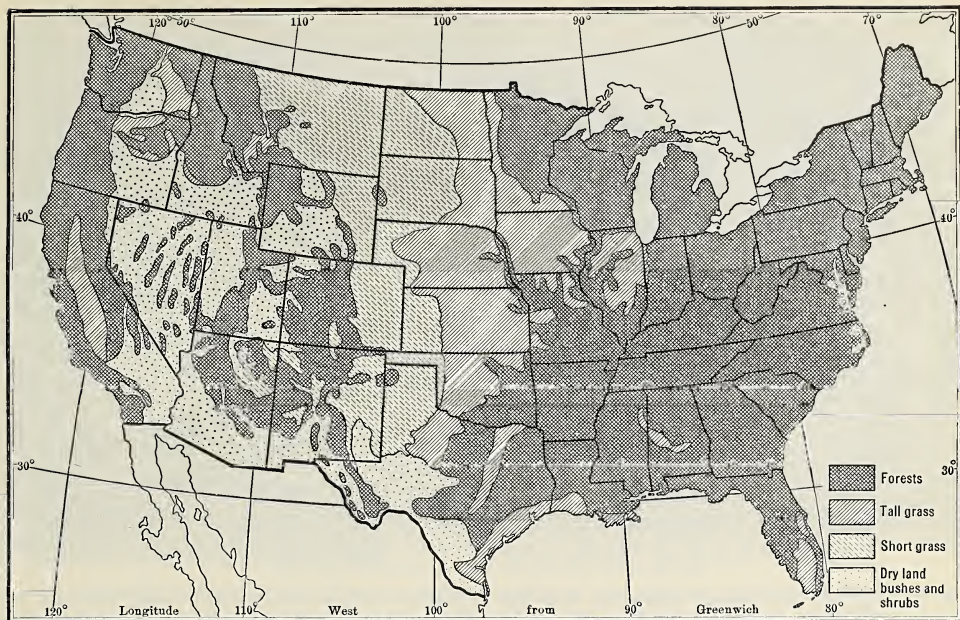 120° 50° 110° 100° 90° 80° 50° 70°
40° 40°
30° 30°
Forests
Tall grass
Short grass
Dry land
bushes and
shrubs
120° Longitude 110° West 100° from 90° Greenwich 80°